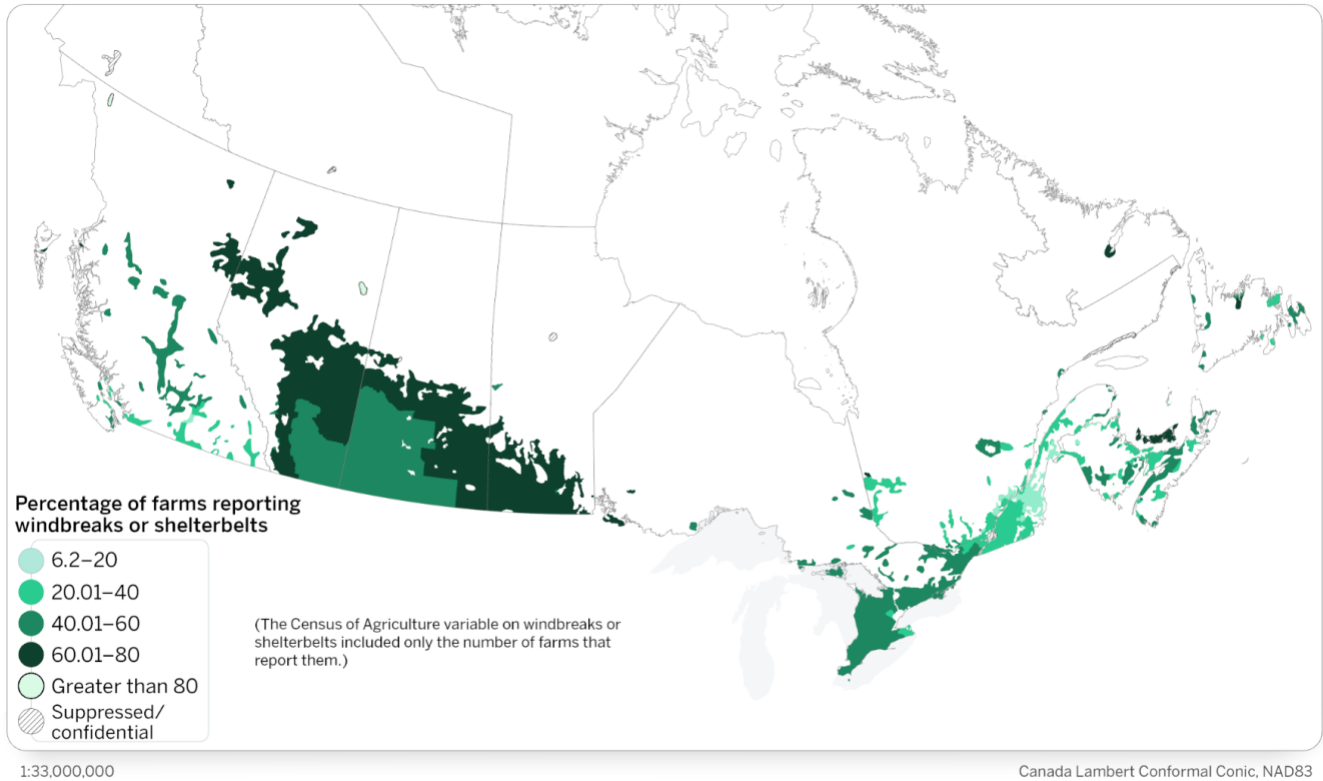 Percentage of farms reporting
windbreaks or shelterbelts
6.2–20
20.01–40
40.01–60
60.01–80
Greater than 80
Suppressed/
confidential
(The Census of Agriculture variable on windbreaks or
shelterbelts included only the number of farms that
report them.)
1:33,000,000
Canada Lambert Conformal Conic, NAD83